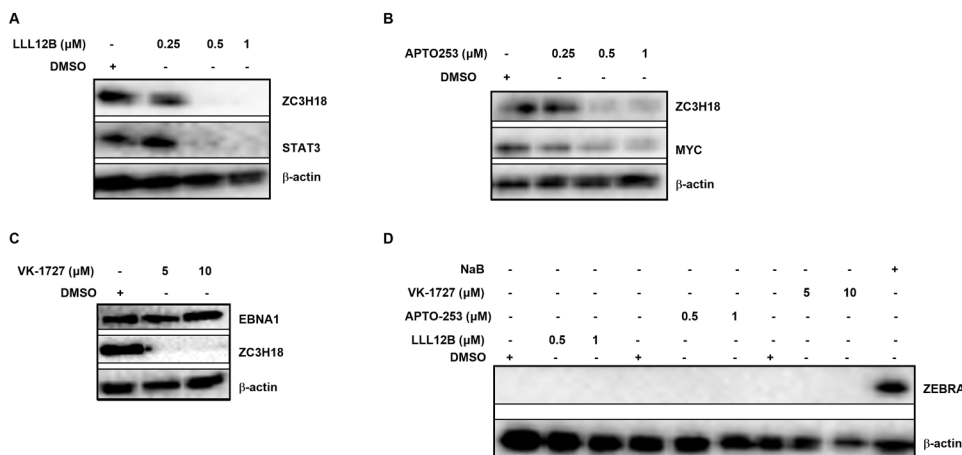 A
LLL12B (μM) - 0.25 0.5 1
DMSO + - - -
ZC3H18
STAT3
β-actin
B
APTO253 (μM) - 0.25 0.5 1
DMSO + - - -
ZC3H18
MYC
β-actin
C
VK-1727 (μM) - 5 10
DMSO + - -
EBNA1
ZC3H18
β-actin
D
NaB - - - - - - - - - +
VK-1727 (μM) - - - - - - - 5 10 -
APTO-253 (μM) - - - - 0.5 1 - - - -
LLL12B (μM) - 0.5 1 - - - - - - -
DMSO + - - + - - + - - -
ZEBRA
β-actin